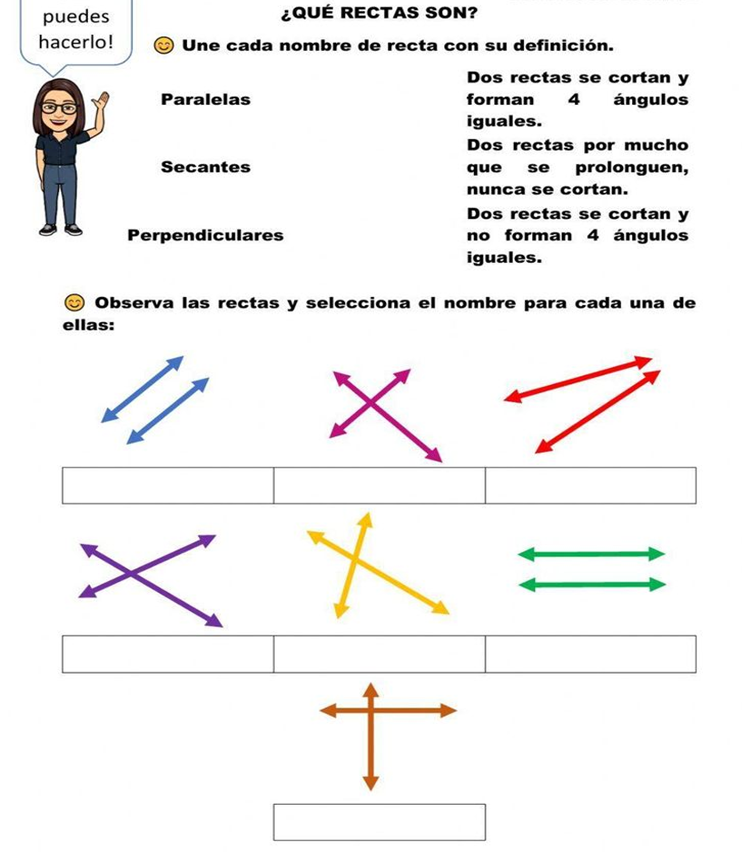 puedes
hacerlo!
¿QUÉ RECTAS SON?
Une cada nombre de recta con su definición.
Paralelas
Dos rectas se cortan y
forman 4 ángulos
iguales.
Secantes
Dos rectas por mucho
que se prolonguen,
nunca se cortan.
Perpendiculares
Dos rectas se cortan y
no forman 4 ángulos
iguales.
Observa las rectas y selecciona el nombre para cada una de
ellas: